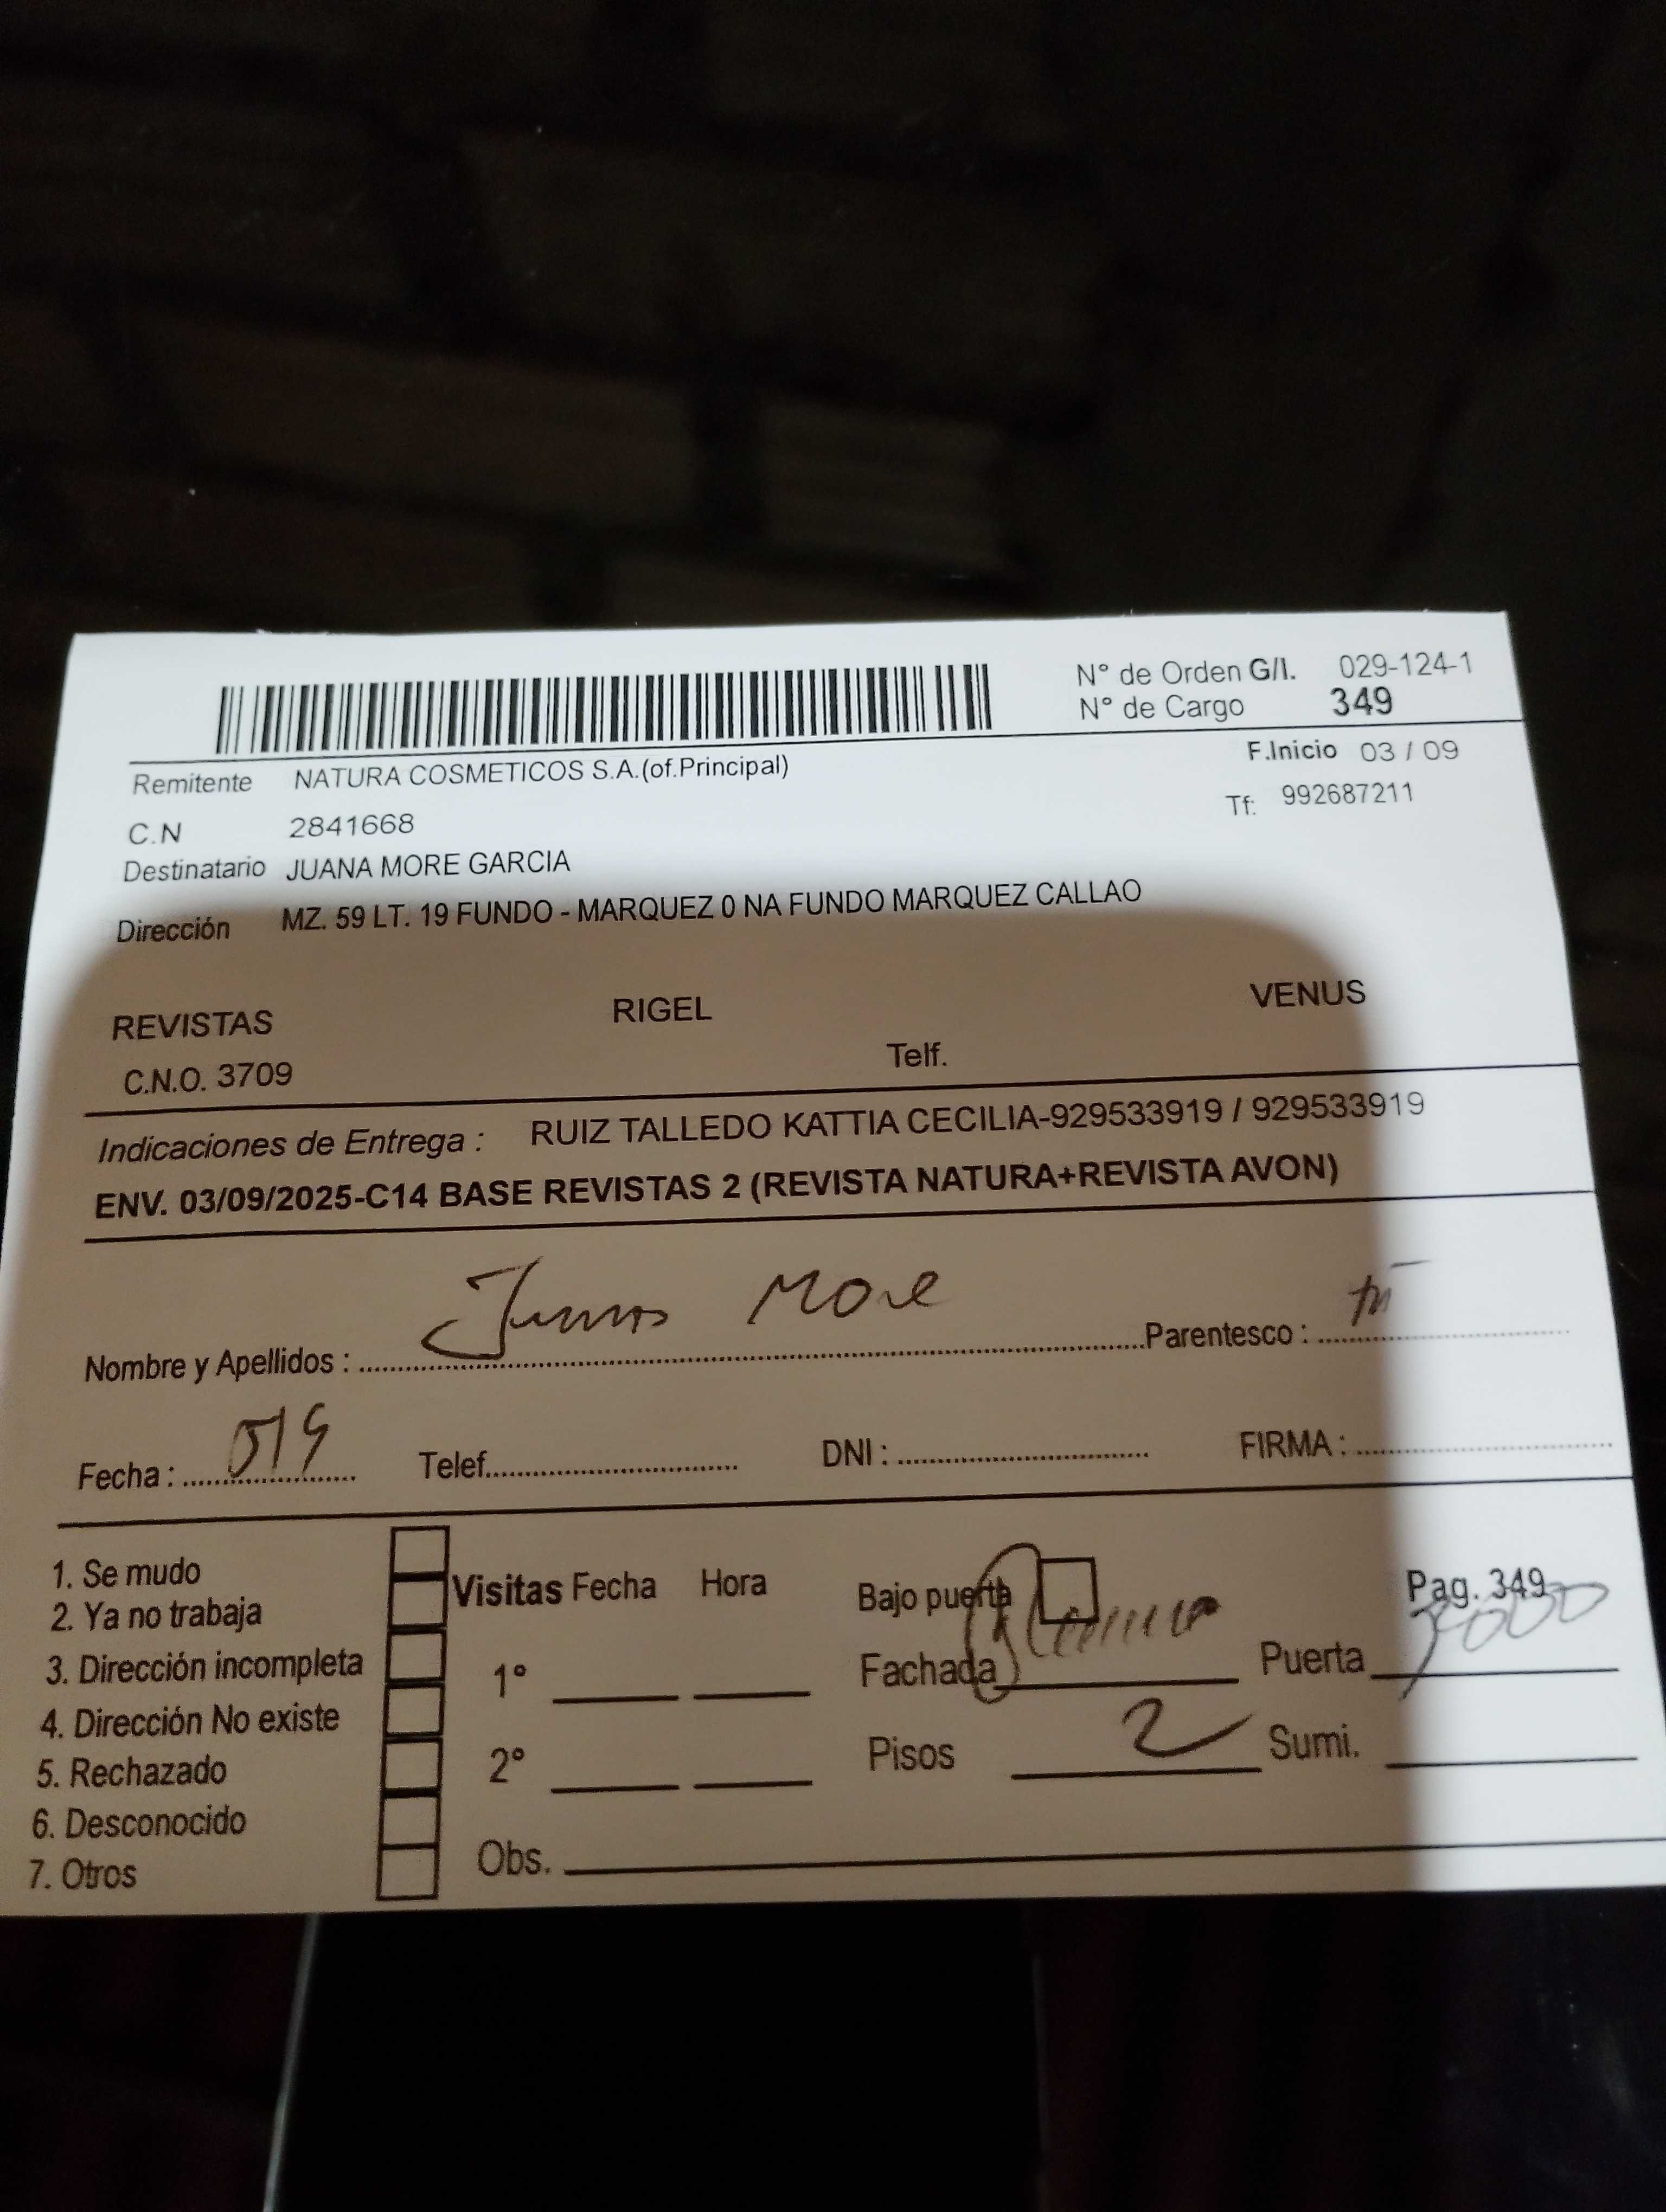 N° de Orden G/I. 029-124-1
N° de Cargo 349
F.Inicio 03 / 09
Remitente NATURA COSMETICOS S.A.(of.Principal)
Tf: 992687211
C.N 2841668
Destinatario JUANA MORE GARCIA
Dirección MZ. 59 LT. 19 FUNDO - MARQUEZ 0 NA FUNDO MARQUEZ CALLAO
REVISTAS RIGEL VENUS
C.N.O. 3709 Telf.
Indicaciones de Entrega : RUIZ TALLEDO KATTIA CECILIA-929533919 / 929533919
ENV. 03/09/2025-C14 BASE REVISTAS 2 (REVISTA NATURA+REVISTA AVON)
Nombre y Apellidos : More Parentesco :
Fecha : Telef. DNI : FIRMA :
1. Se mudo
2. Ya no trabaja
3. Dirección incompleta
4. Dirección No existe
5. Rechazado
6. Desconocido
7. Otros
Visitas Fecha Hora
1°
2°
Obs.
Bajo puerta Pag. 349
Fachada Puerta
Pisos 2 Sumi.